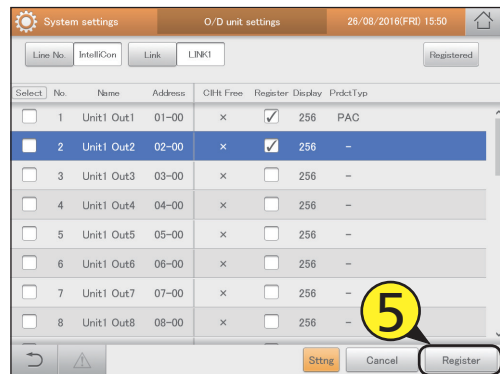 System settings O/D unit settings 26/08/2016(FRI) 15:50
Line No. IntelliCon Link LINK1 Registered
Select No. Name Address ClHt Free Register Display PrdctTyp
1 Unit1 Out1 01-00 × ✓ 256 PAC
2 Unit1 Out2 02-00 × ✓ 256 -
3 Unit1 Out3 03-00 × 256 -
4 Unit1 Out4 04-00 × 256 -
5 Unit1 Out5 05-00 × 256 -
6 Unit1 Out6 06-00 × 256 -
7 Unit1 Out7 07-00 × 256 -
8 Unit1 Out8 08-00 × 256 -
5
Sttng Cancel Register